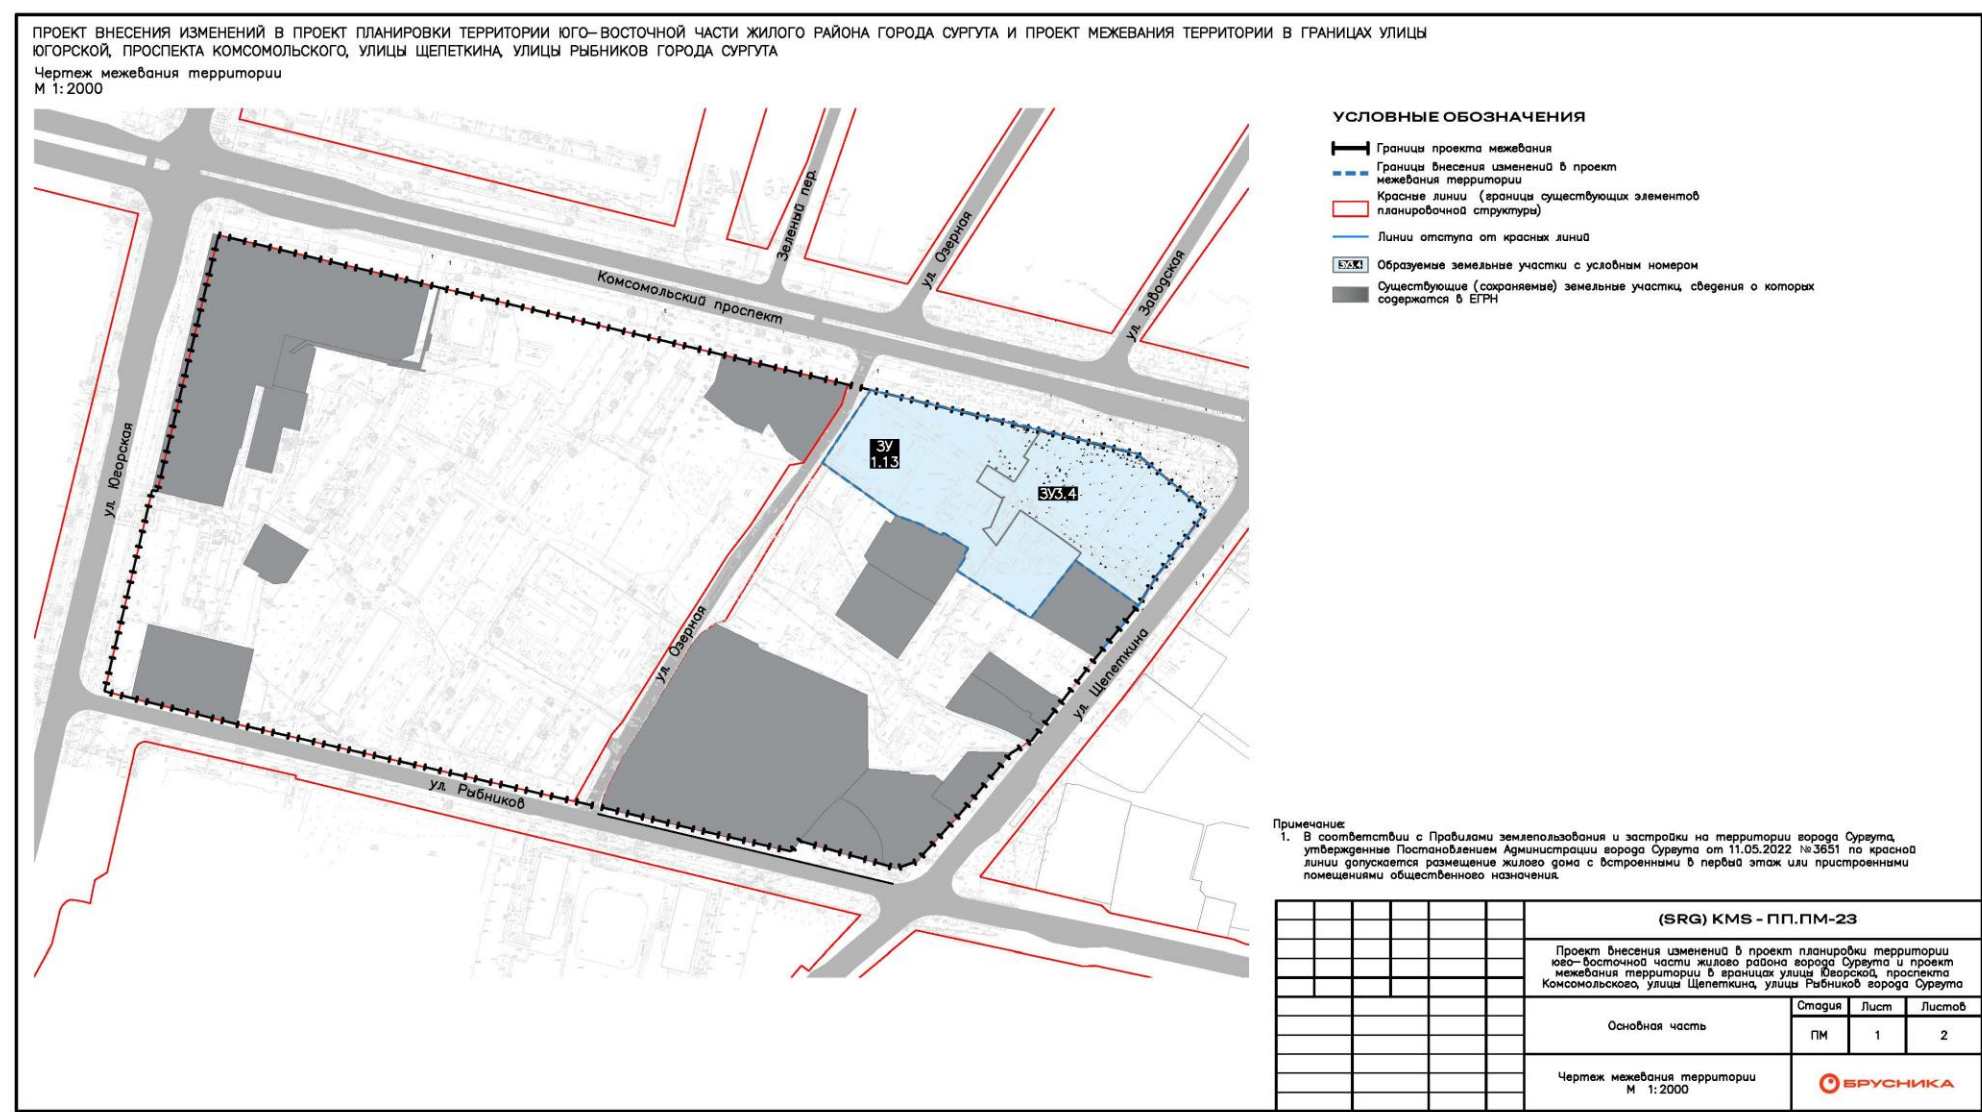 ПРОЕКТ ВНЕСЕНИЯ ИЗМЕНЕНИЙ В ПРОЕКТ ПЛАНИРОВКИ ТЕРРИТОРИИ ЮГО-ВОСТОЧНОЙ ЧАСТИ ЖИЛОГО РАЙОНА ГОРОДА СУРГУТА И ПРОЕКТ МЕЖЕВАНИЯ ТЕРРИТОРИИ В ГРАНИЦАХ УЛИЦЫ
ЮГОРСКОЙ, ПРОСПЕКТА КОМСОМОЛЬСКОГО, УЛИЦЫ ЩЕПЕТКИНА, УЛИЦЫ РЫБНИКОВ ГОРОДА СУРГУТА
Чертеж межевания территории
М 1:2000
УСЛОВНЫЕ ОБОЗНАЧЕНИЯ
Границы проекта межевания
Границы внесения изменений в проект
межевания территории
Красные линии (границы существующих элементов
планировочной структуры)
Линии отступа от красных линий
ЗУ3.4 Образуемые земельные участки с условным номером
Существующие (сохраняемые) земельные участки, сведения о которых
содержатся в ЕГРН
Зеленый пер.
ул. Озерная
ул. Заводская
Комсомольский проспект
ул. Югорская
ЗУ
1.13
ЗУ3.4
ул. Озерная
ул. Щепеткина
ул. Рыбников
Примечание:
1. В соответствии с Правилами землепользования и застройки на территории города Сургута,
утвержденные Постановлением Администрации города Сургута от 11.05.2022 №3651 по красной
линии допускается размещение жилого дома с встроенными в первый этаж или пристроенными
помещениями общественного назначения.
(SRG) KMS - ПП.ПМ-23
Проект внесения изменений в проект планировки территории
юго-восточной части жилого района города Сургута и проект
межевания территории в границах улицы Югорской, проспекта
Комсомольского, улицы Щепеткина, улицы Рыбников города Сургута
Основная часть
Стадия Лист Листов
ПМ 1 2
Чертеж межевания территории
М 1:2000
БРУСНИКА